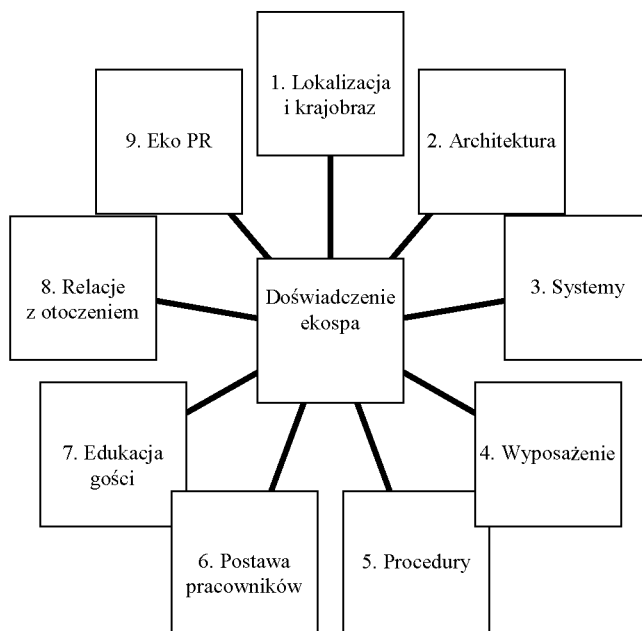 1. Lokalizacja
i krajobraz
2. Architektura
3. Systemy
4. Wyposażenie
5. Procedury
6. Postawa
pracowników
7. Edukacja
gości
8. Relacje
z otoczeniem
9. Eko PR
Doświadczenie
ekospa